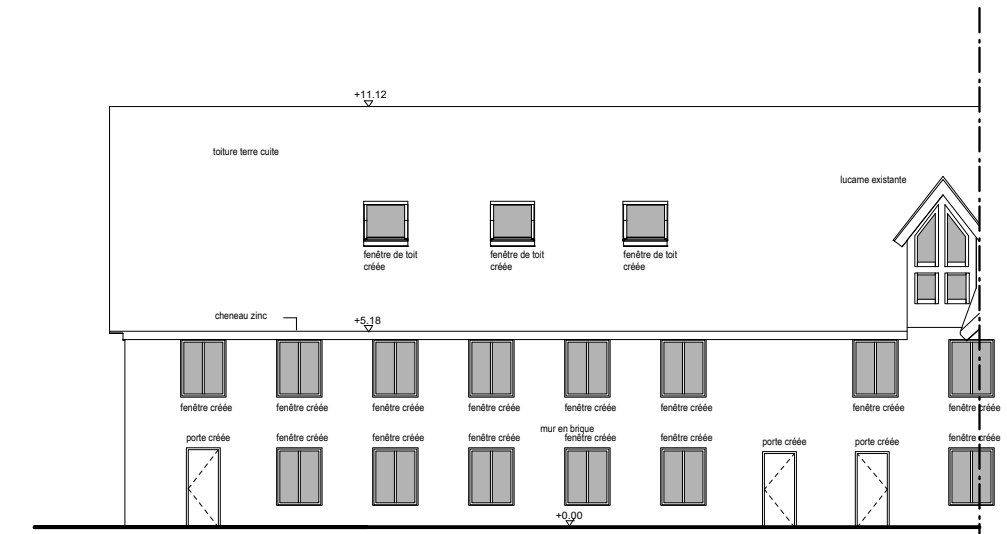 +11.12
toiture terre cuite
lucarne existante
fenêtre de toit
créée
fenêtre de toit
créée
fenêtre de toit
créée
cheneau zinc
+5.18
fenêtre créée
fenêtre créée
fenêtre créée
fenêtre créée
fenêtre créée
fenêtre créée
fenêtre créée
fenêtre créée
mur en brique
porte créée
fenêtre créée
fenêtre créée
fenêtre créée
fenêtre créée
fenêtre créée
porte créée
porte créée
fenêtre créée
+0.00